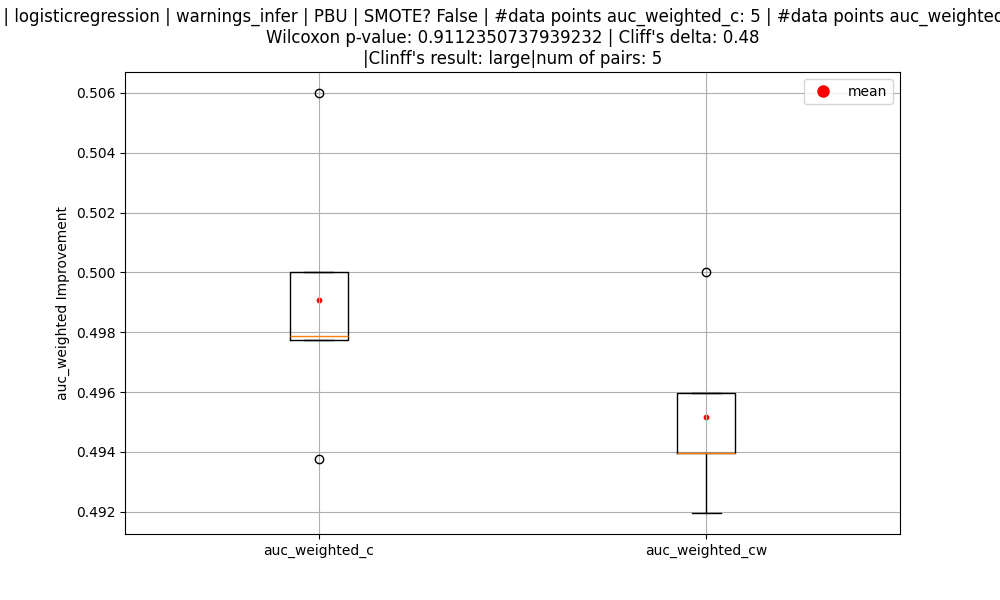 | logisticregression | warnings_infer | PBU | SMOTE? False | #data points auc_weighted_c: 5 | #data points auc_weighted
Wilcoxon p-value: 0.9112350737939232 | Cliff's delta: 0.48
|Clinff's result: large|num of pairs: 5
mean
0.506
0.504
0.502
0.500
0.498
0.496
0.494
0.492
auc_weighted Improvement
auc_weighted_c
auc_weighted_cw